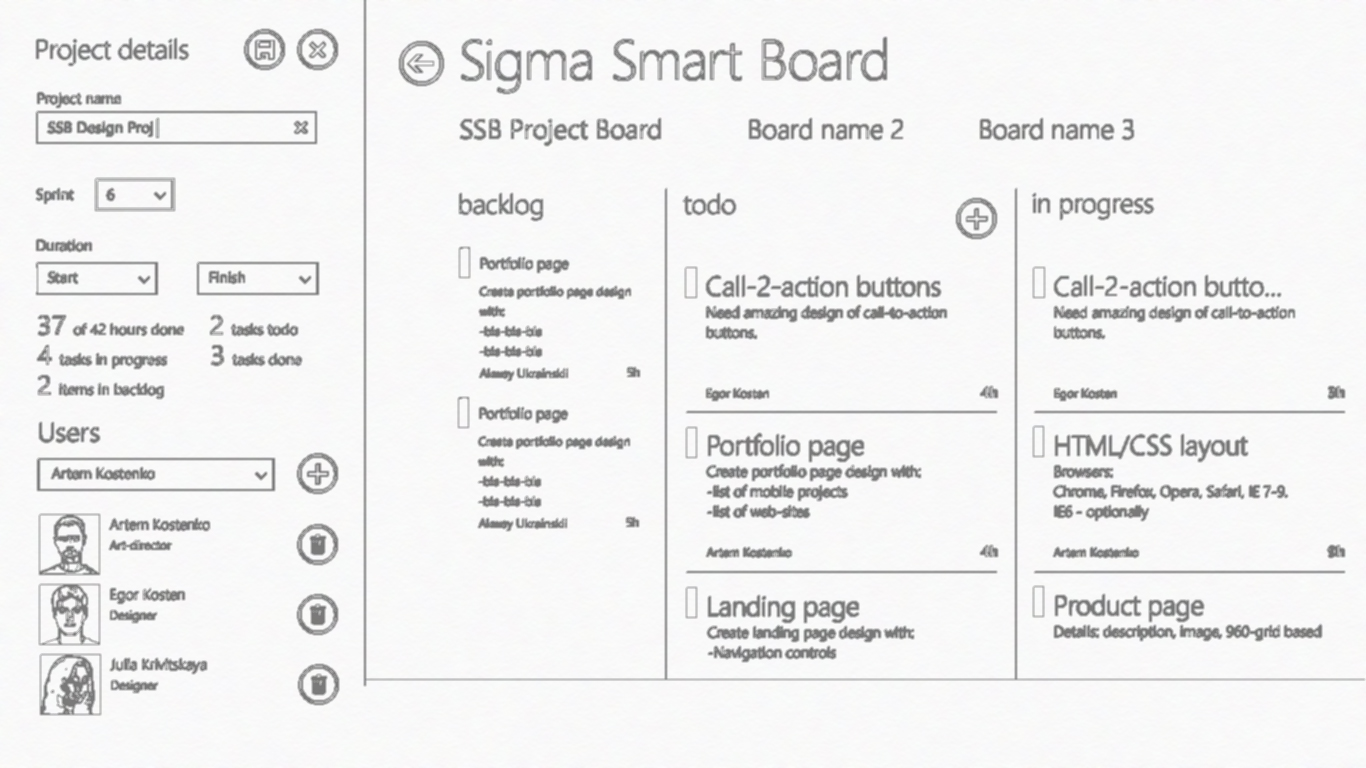 Project details
Project name
SSB Design Proj
Sprint 6
Duration
Start Finish
37 of 42 hours done 2 tasks todo
4 tasks in progress 3 tasks done
2 items in backlog
Users
Artem Kostenko
Artem Kostenko
Art-director
Egor Kosten
Designer
Julia Krivitskaya
Designer
Sigma Smart Board
SSB Project Board Board name 2 Board name 3
backlog
Portfolio page
Create portfolio page design
with:
-bla-bla-bla
-bla-bla-bla
Alexey Ukrainskii 5h
Portfolio page
Create portfolio page design
with:
-bla-bla-bla
-bla-bla-bla
Alexey Ukrainskii 5h
todo
Call-2-action buttons
Need amazing design of call-to-action
buttons.
Egor Kosten 4h
Portfolio page
Create portfolio page design with:
-list of mobile projects
-list of web-sites
Artem Kostenko 4h
Landing page
Create landing page design with:
-Navigation controls
in progress
Call-2-action butto...
Need amazing design of call-to-action
buttons.
Egor Kosten
HTML/CSS layout
Browsers:
Chrome, Firefox, Opera, Safari, IE 7-9.
IE6 - optionally
Artem Kostenko
Product page
Details: description, image, 960-grid based